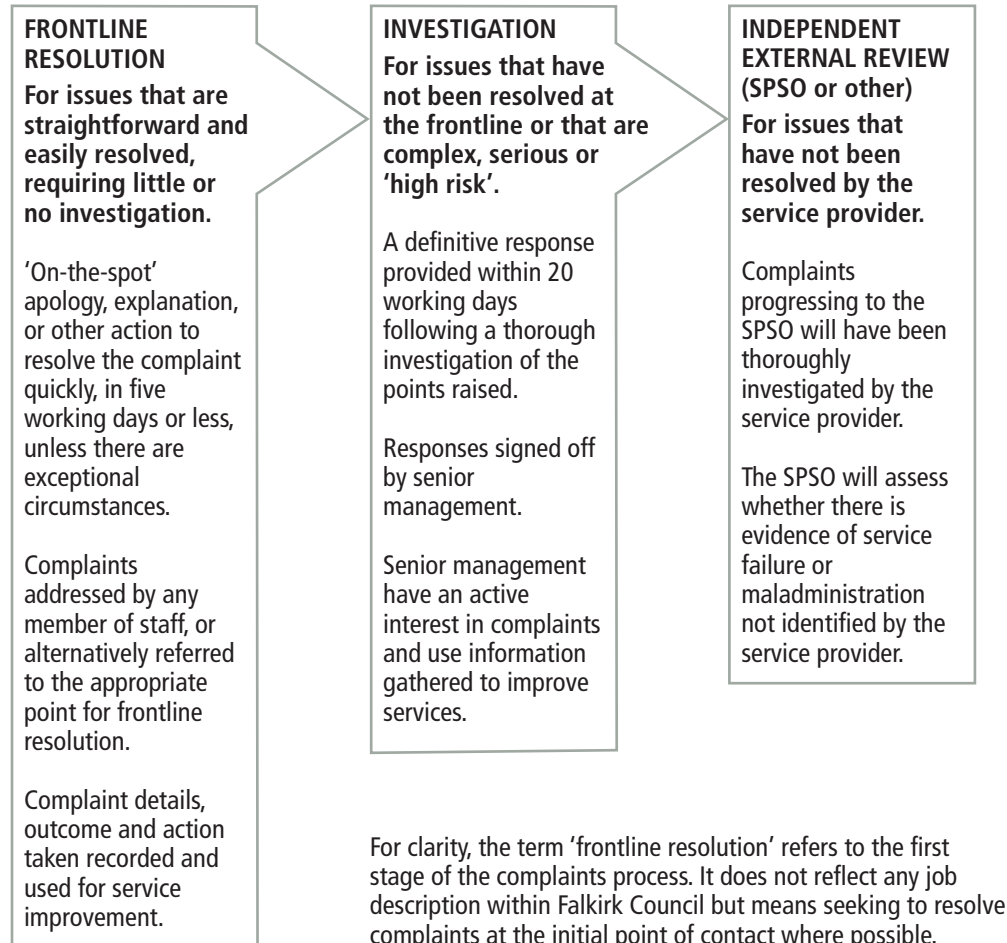 FRONTLINE
RESOLUTION
For issues that are
straightforward and
easily resolved,
requiring little or
no investigation.
'On-the-spot'
apology, explanation,
or other action to
resolve the complaint
quickly, in five
working days or less,
unless there are
exceptional
circumstances.
Complaints
addressed by any
member of staff, or
alternatively referred
to the appropriate
point for frontline
resolution.
Complaint details,
outcome and action
taken recorded and
used for service
improvement.
INVESTIGATION
For issues that have
not been resolved at
the frontline or that are
complex, serious or
'high risk'.
A definitive response
provided within 20
working days
following a thorough
investigation of the
points raised.
Responses signed off
by senior
management.
Senior management
have an active
interest in complaints
and use information
gathered to improve
services.
INDEPENDENT
EXTERNAL REVIEW
(SPSO or other)
For issues that
have not been
resolved by the
service provider.
Complaints
progressing to the
SPSO will have been
thoroughly
investigated by the
service provider.
The SPSO will assess
whether there is
evidence of service
failure or
maladministration
not identified by the
service provider.
For clarity, the term 'frontline resolution' refers to the first
stage of the complaints process. It does not reflect any job
description within Falkirk Council but means seeking to resolve
complaints at the initial point of contact where possible.